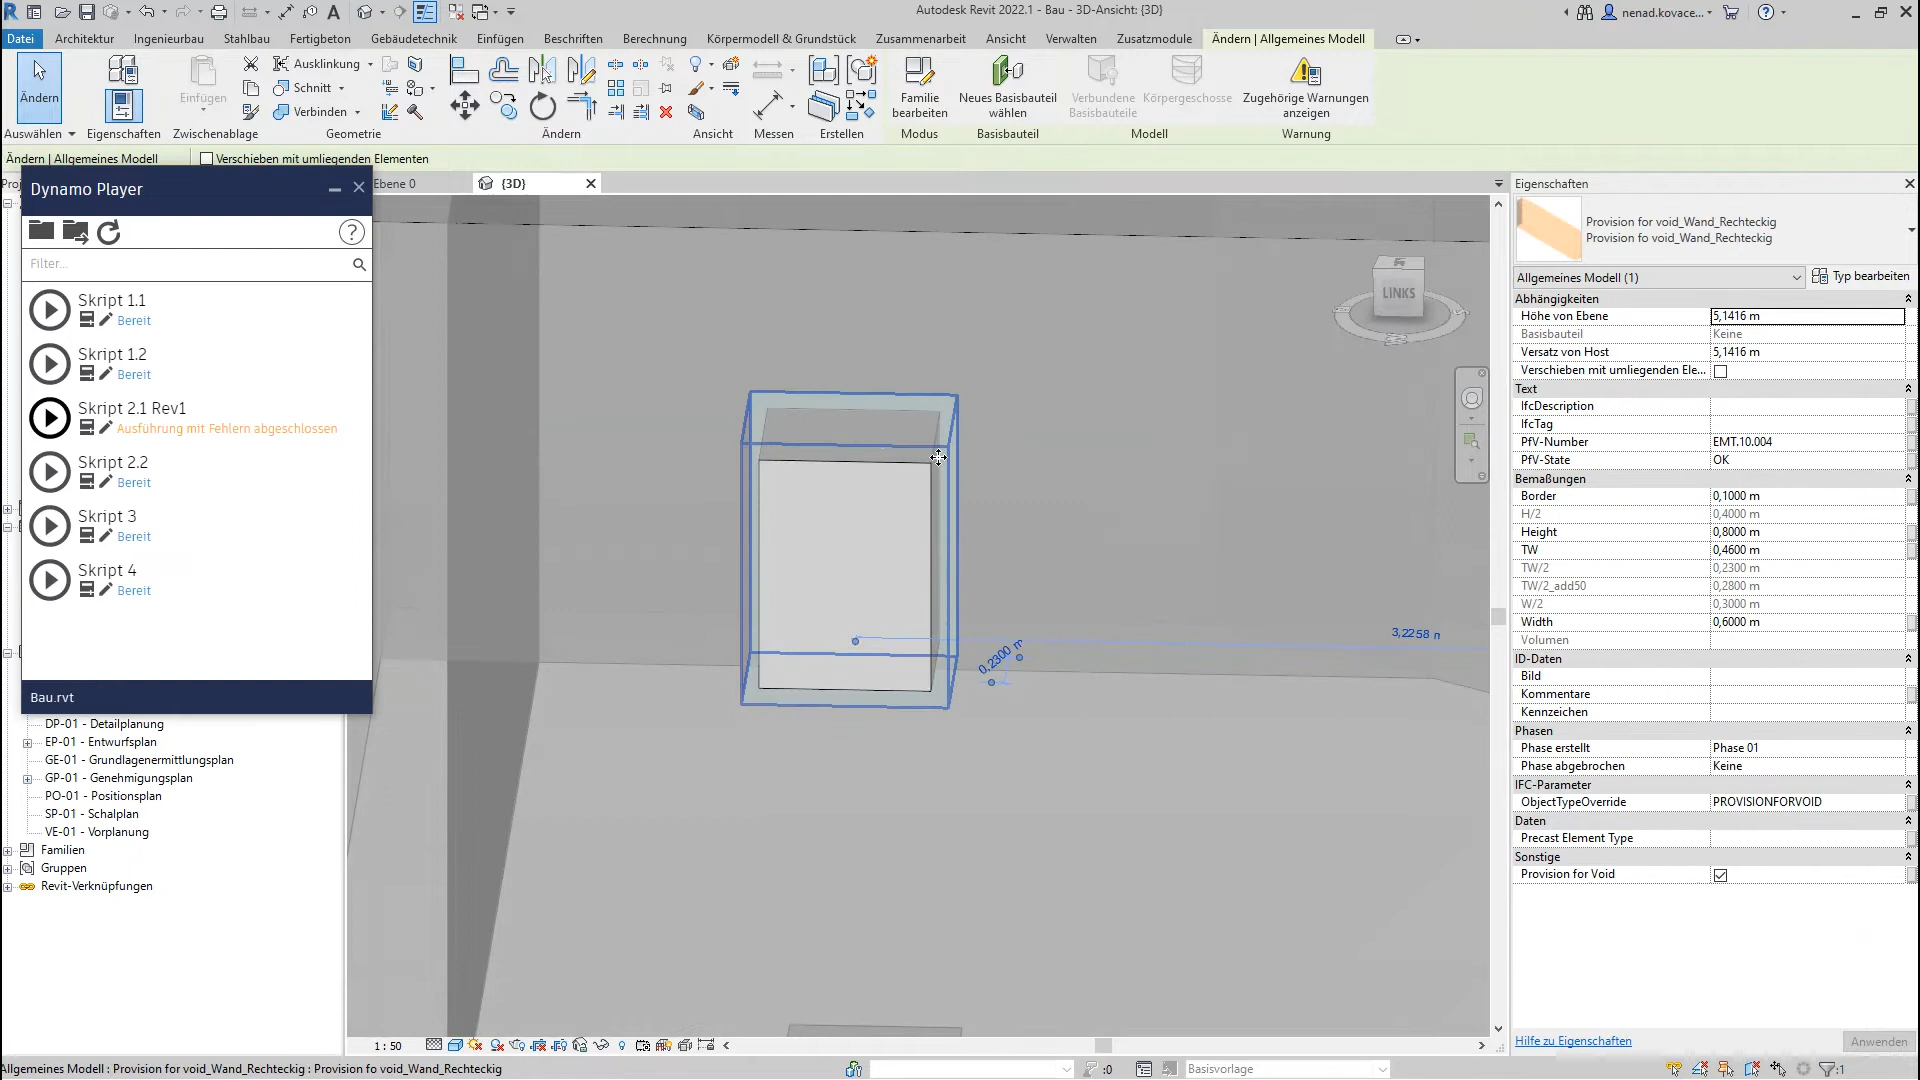 Autodesk Revit 2022.1 - Bau - 3D-Ansicht: {3D}
nenad.kovace...
Datei Architektur Ingenieurbau Stahlbau Fertigbeton Gebäudetechnik Einfügen Beschriften Berechnung Körpermodell & Grundstück Zusammenarbeit Ansicht Verwalten Zusatzmodule Ändern | Allgemeines Modell
Ändern
Einfügen
Ausklinkung
Schnitt
Verbinden
Familie bearbeiten
Neues Basisbauteil wählen
Verbundene Basisbauteile
Körpergeschosse
Zugehörige Warnungen anzeigen
Auswählen Eigenschaften Zwischenablage Geometrie Ändern Ansicht Messen Erstellen Modus Basisbauteil Modell Warnung
Ändern | Allgemeines Modell Verschieben mit umliegenden Elementen
Dynamo Player
Filter...
Skript 1.1
Bereit
Skript 1.2
Bereit
Skript 2.1 Rev1
Ausführung mit Fehlern abgeschlossen
Skript 2.2
Bereit
Skript 3
Bereit
Skript 4
Bereit
Bau.rvt
DP-01 - Detailplanung
EP-01 - Entwurfsplan
GE-01 - Grundlagenermittlungsplan
GP-01 - Genehmigungsplan
PO-01 - Positionsplan
SP-01 - Schalplan
VE-01 - Vorplanung
Familien
Gruppen
Revit-Verknüpfungen
Ebene 0
{3D}
LINKS
3,2258 m
0,2300 m
1 : 50
Eigenschaften
Provision for void_Wand_Rechteckig
Provision fo void_Wand_Rechteckig
Allgemeines Modell (1) Typ bearbeiten
Abhängigkeiten
Höhe von Ebene 5,1416 m
Basisbauteil Keine
Versatz von Host 5,1416 m
Verschieben mit umliegenden Ele...
Text
IfcDescription
IfcTag
PfV-Number EMT.10.004
PfV-State OK
Bemaßungen
Border 0,1000 m
H/2 0,4000 m
Height 0,8000 m
TW 0,4600 m
TW/2 0,2300 m
TW/2_add50 0,2800 m
W/2 0,3000 m
Width 0,6000 m
Volumen
ID-Daten
Bild
Kommentare
Kennzeichen
Phasen
Phase erstellt Phase 01
Phase abgebrochen Keine
IFC-Parameter
ObjectTypeOverride PROVISIONFORVOID
Daten
Precast Element Type
Sonstige
Provision for Void
Hilfe zu Eigenschaften Anwenden
Allgemeines Modell : Provision for void_Wand_Rechteckig : Provision fo void_Wand_Rechteckig
:0
Basisvorlage
:1